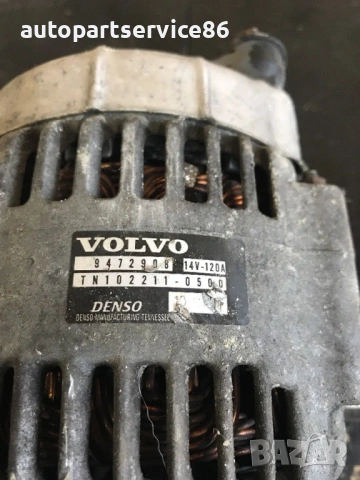 autopartservice86
VOLVO
9472908 14V-120A
TN102211-0500
DENSO
DENSO MANUFACTURING TENNESSEE
BAZAR